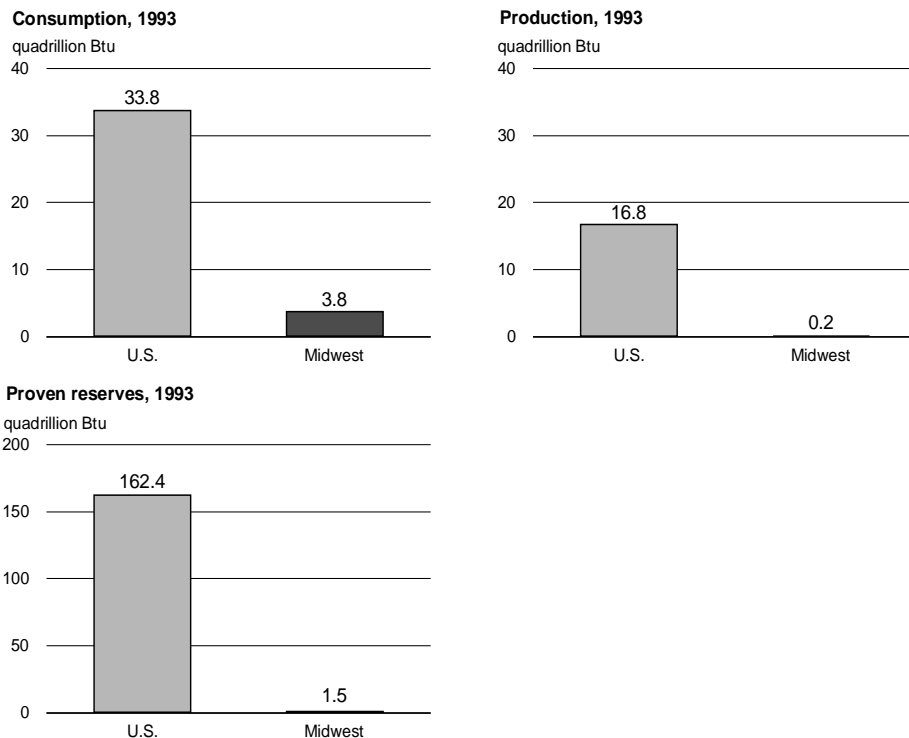 Consumption, 1993
quadrillion Btu
40
33.8
30
20
10
3.8
0
U.S.
Midwest
Production, 1993
quadrillion Btu
40
30
20
16.8
10
0.2
0
U.S.
Midwest
Proven reserves, 1993
quadrillion Btu
200
162.4
150
100
50
1.5
0
U.S.
Midwest